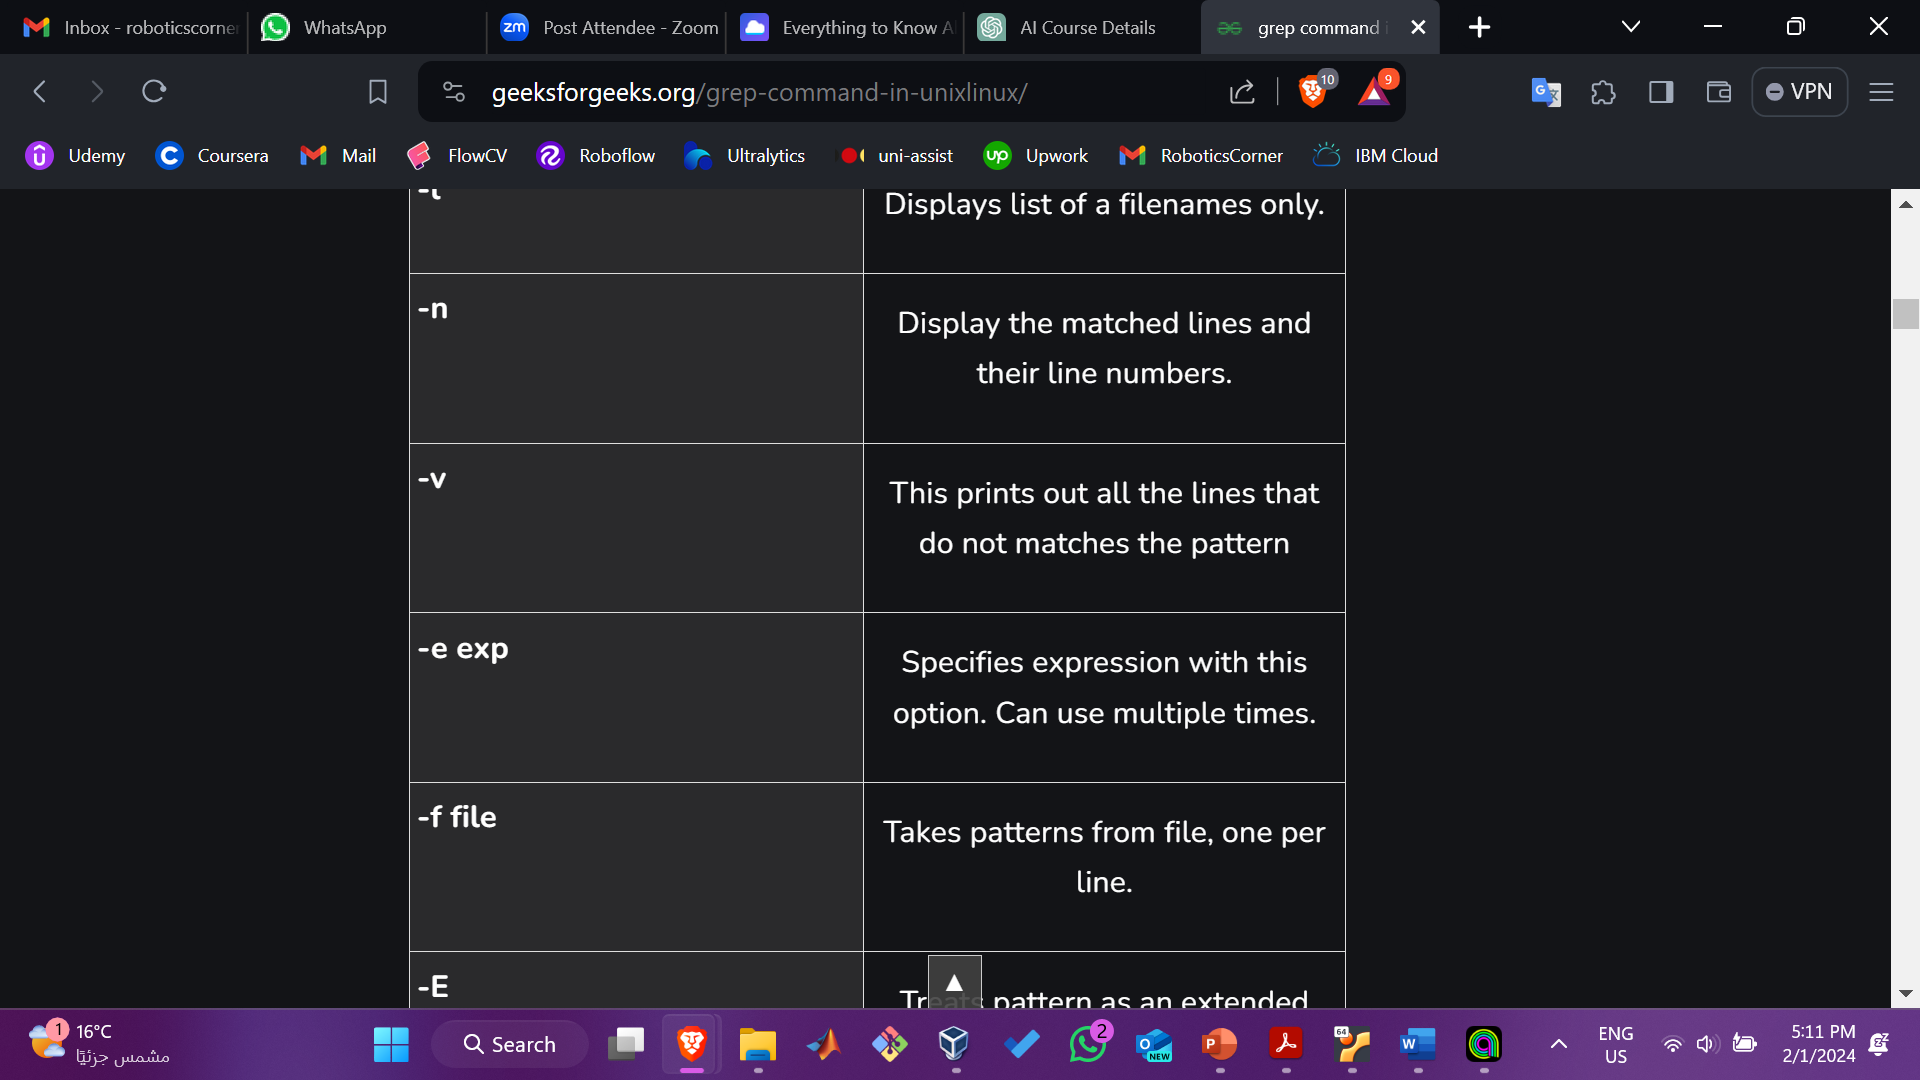 Inbox - roboticscorne
WhatsApp
zm Post Attendee - Zoom
Everything to Know A
AI Course Details
grep command i
geeksforgeeks.org/grep-command-in-unixlinux/
10
9
VPN
Udemy
Coursera
Mail
FlowCV
Roboflow
Ultralytics
uni-assist
up Upwork
RoboticsCorner
IBM Cloud
Displays list of a filenames only.
-n
Display the matched lines and
their line numbers.
-v
This prints out all the lines that
do not matches the pattern
-e exp
Specifies expression with this
option. Can use multiple times.
-f file
Takes patterns from file, one per
line.
-E
Treats pattern as an extended
1
16°C
مشمس جزئيًا
Search
2
NEW
64
ENG
US
5:11 PM
2/1/2024